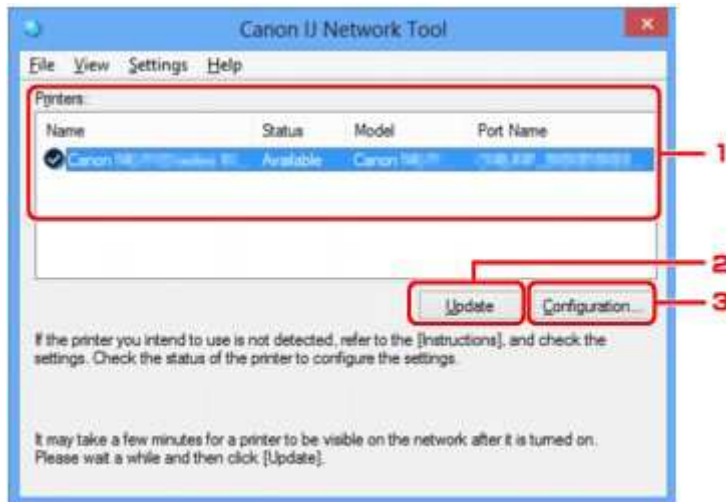 Canon IJ Network Tool
File View Settings Help
Printers:
Name Status Model Port Name
Canon Available Canon
1
2
Update Configuration...
3
If the printer you intend to use is not detected, refer to the [Instructions], and check the
settings. Check the status of the printer to configure the settings.
It may take a few minutes for a printer to be visible on the network after it is turned on.
Please wait a while and then click [Update].